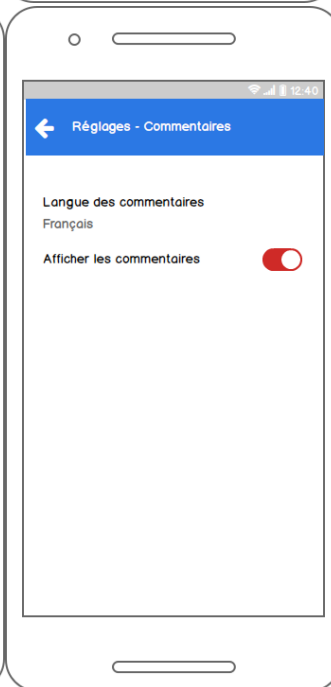 12:40
Réglages - Commentaires
Langue des commentaires
Français
Afficher les commentaires